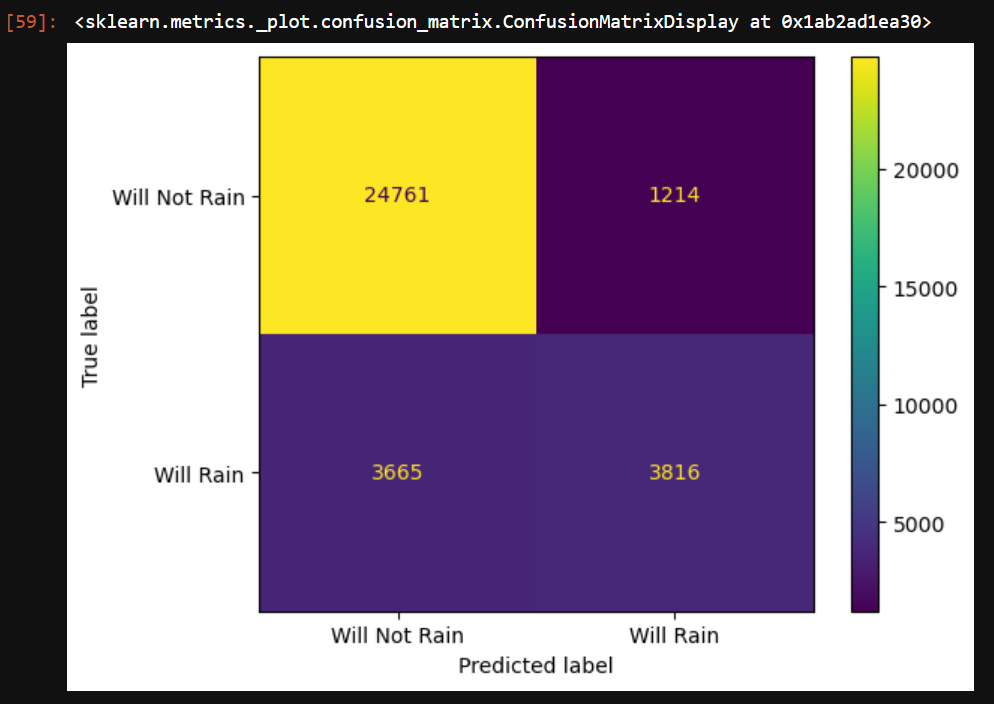 [59]: <sklearn.metrics._plot.confusion_matrix.ConfusionMatrixDisplay at 0x1ab2ad1ea30>
Will Not Rain
24761
1214
20000
15000
True label
10000
Will Rain
3665
3816
5000
Will Not Rain
Will Rain
Predicted label